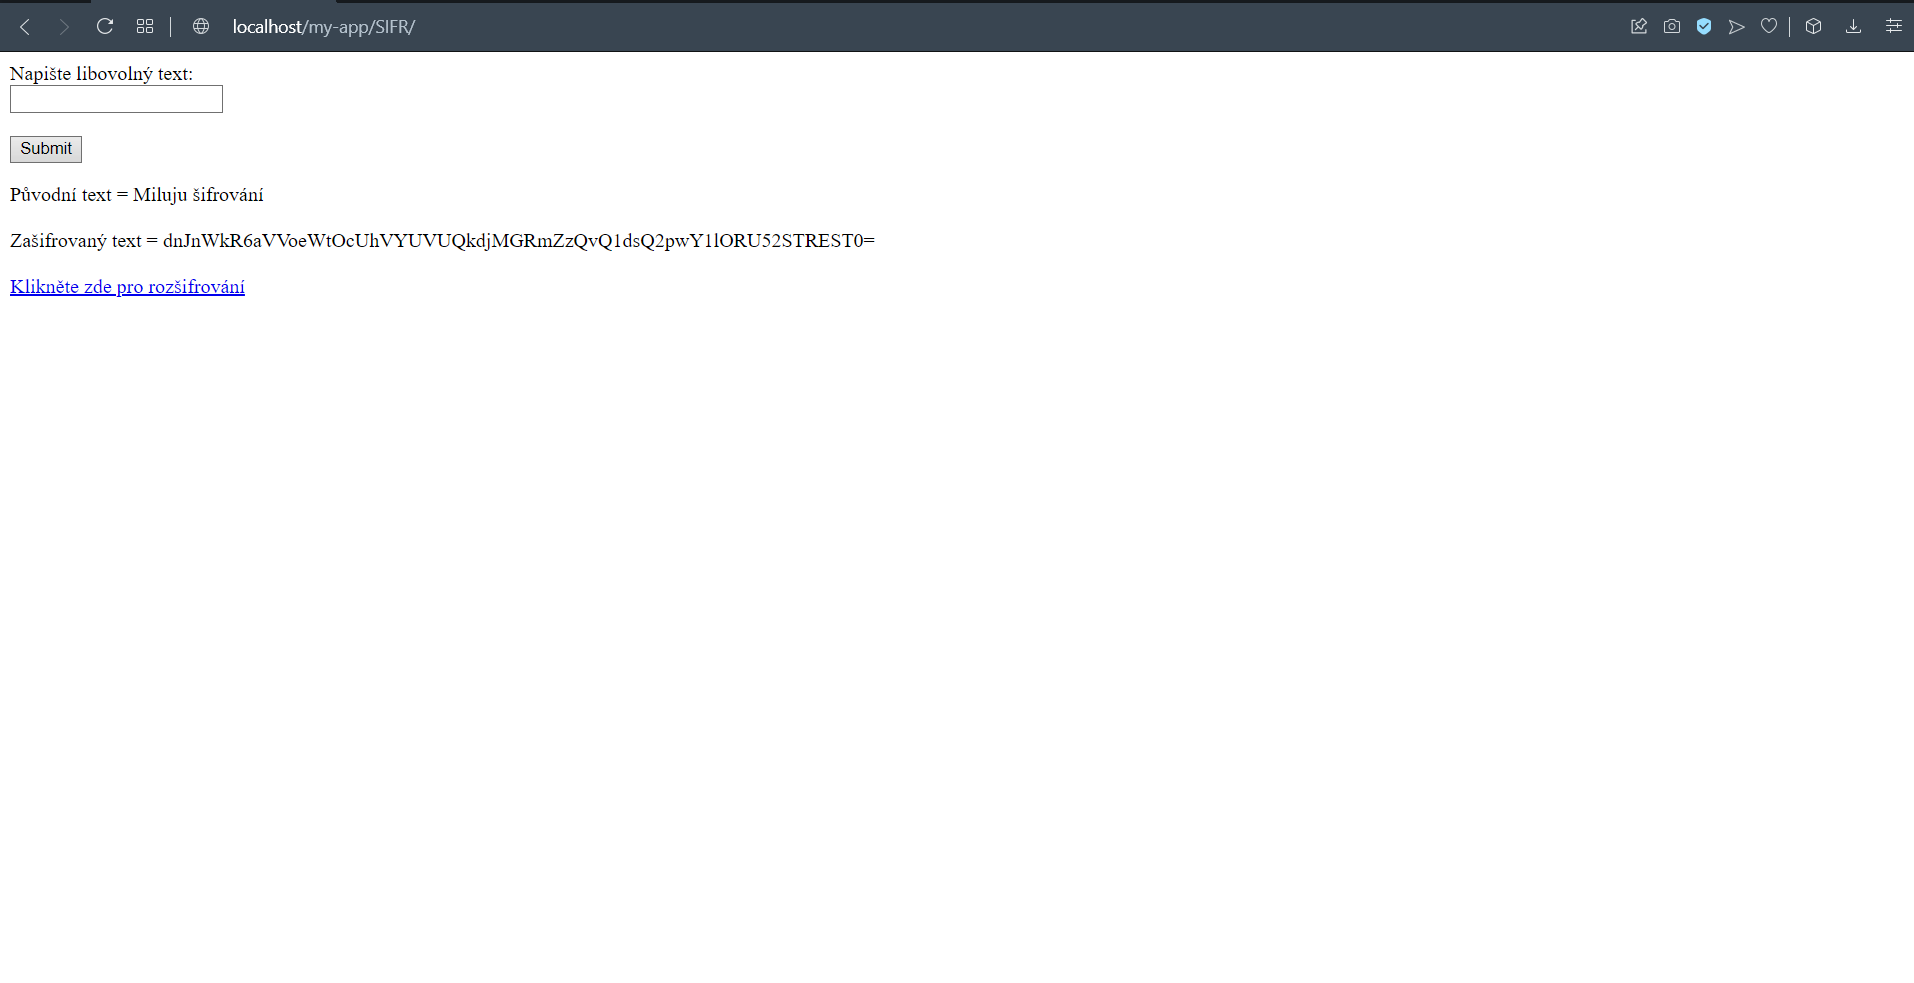 localhost/my-app/SIFR/
Napište libovolný text:
Submit
Původní text = Miluju šifrování
Zašifrovaný text = dnJnWkR6aVVoeWtOcUhVYUVUQkdjMGRmZzQvQ1dsQ2pwY1lORU52STREST0=
Klikněte zde pro rozšifrování